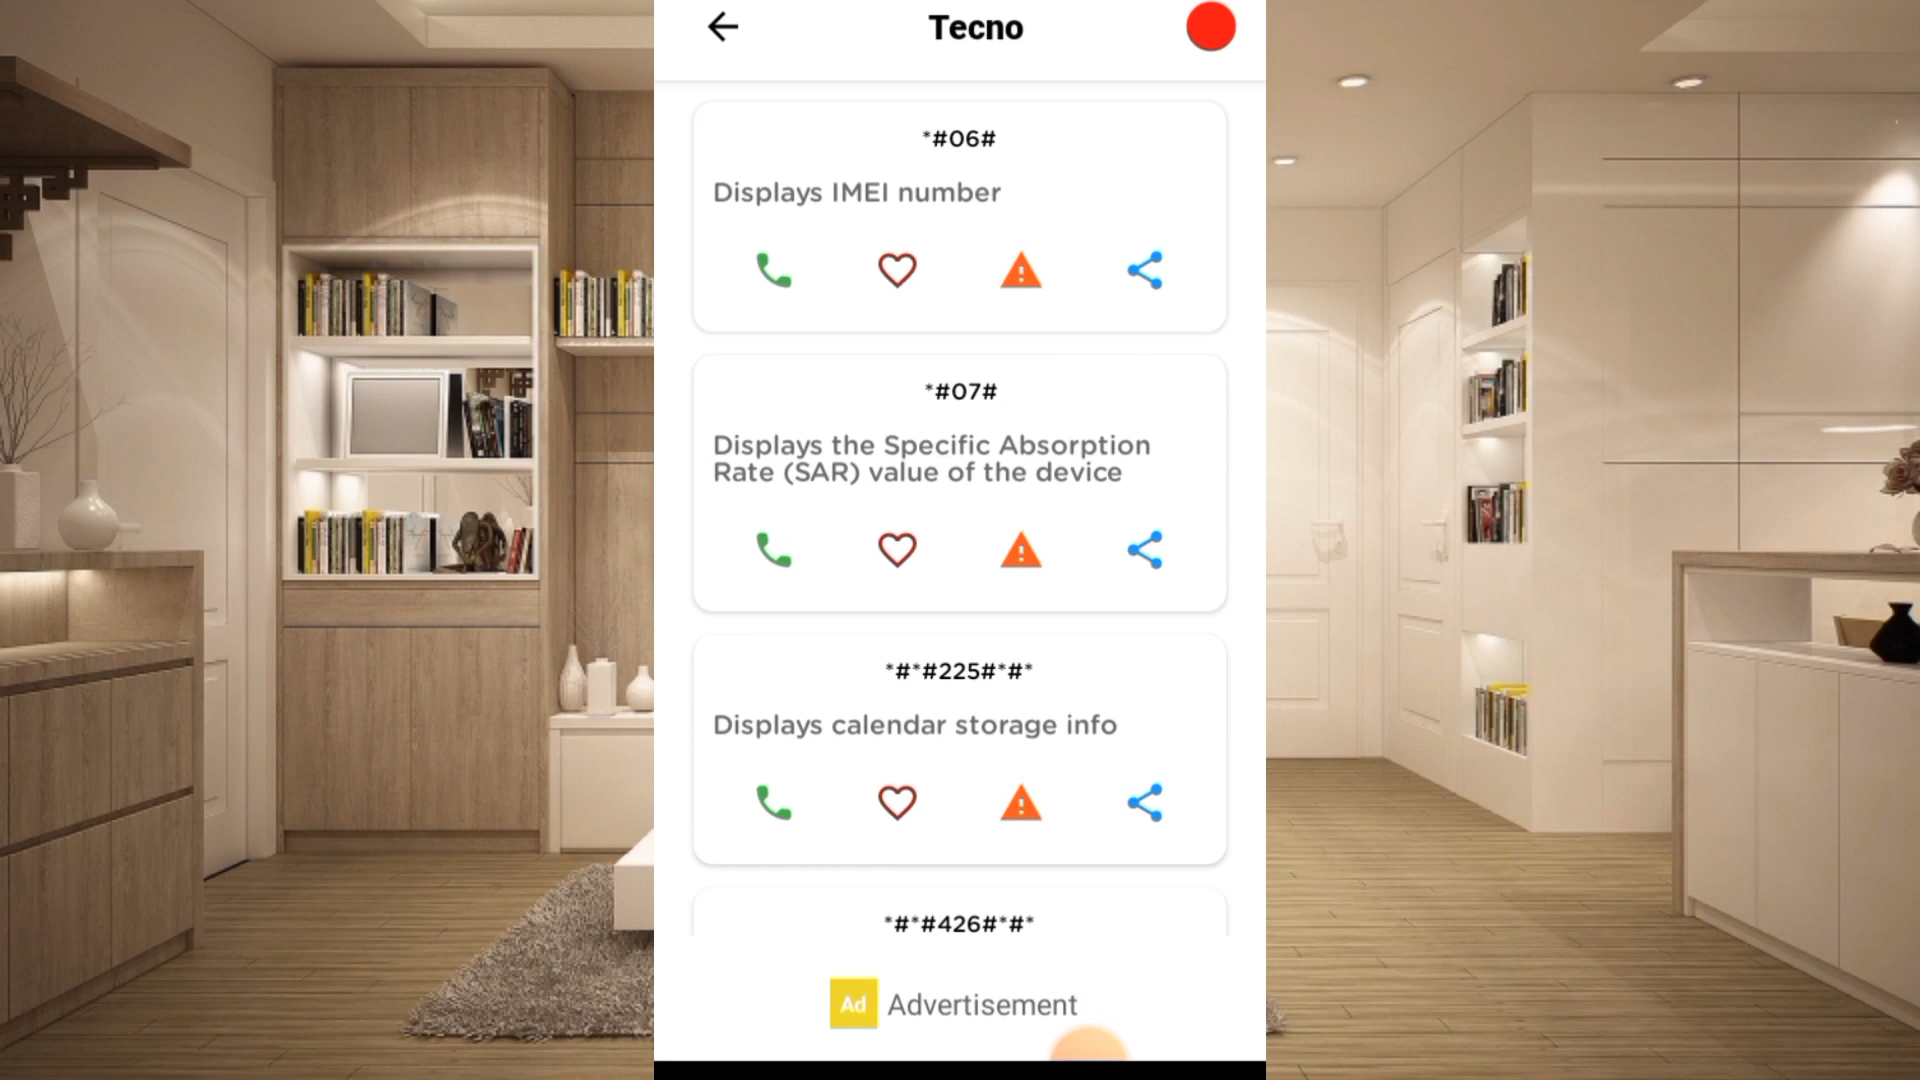 Tecno
*#06#
Displays IMEI number
*#07#
Displays the Specific Absorption
Rate (SAR) value of the device
*#*#225#*#*
Displays calendar storage info
*#*#426#*#*
Ad Advertisement